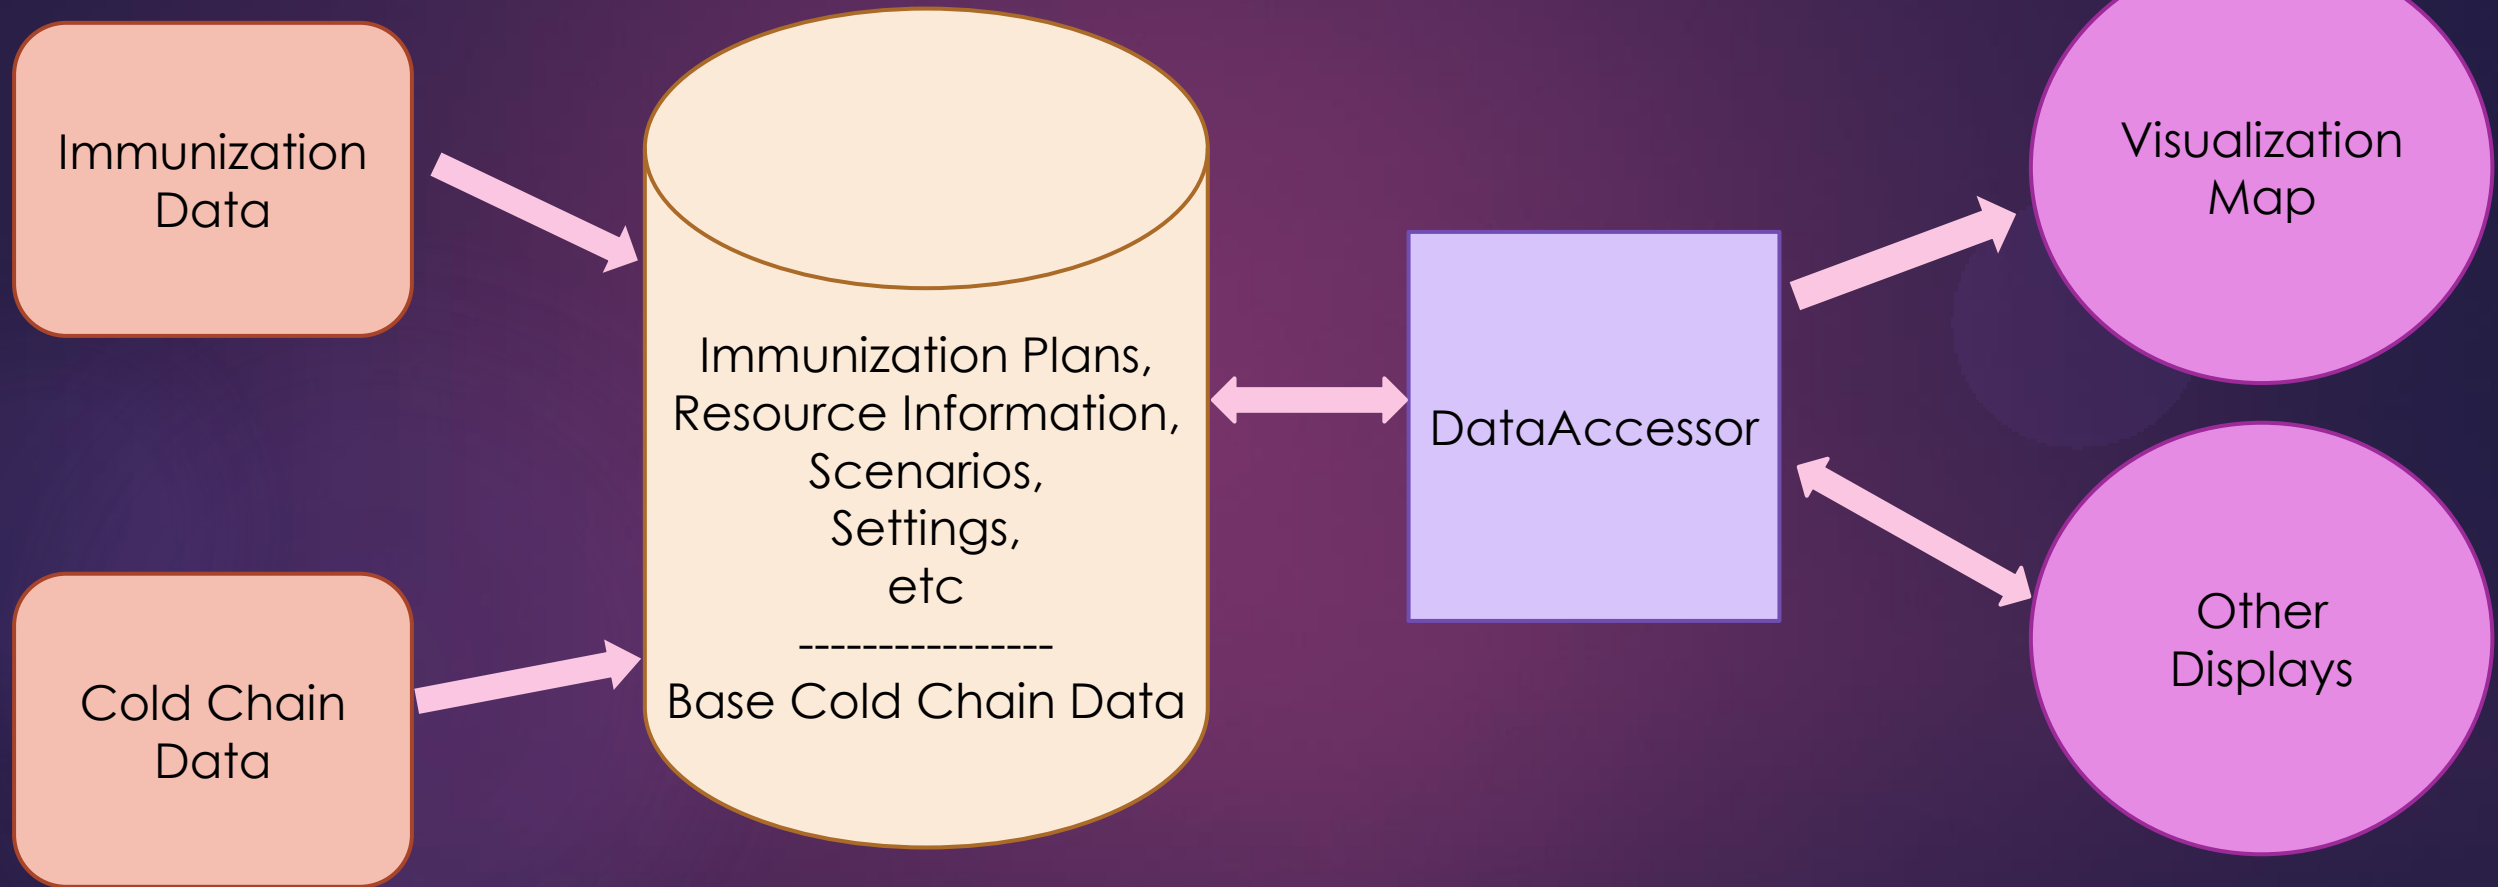 Immunization
Data
Cold Chain
Data
Immunization Plans,
Resource Information,
Scenarios,
Settings,
etc
----------------
Base Cold Chain Data
DataAccessor
Visualization
Map
Other
Displays